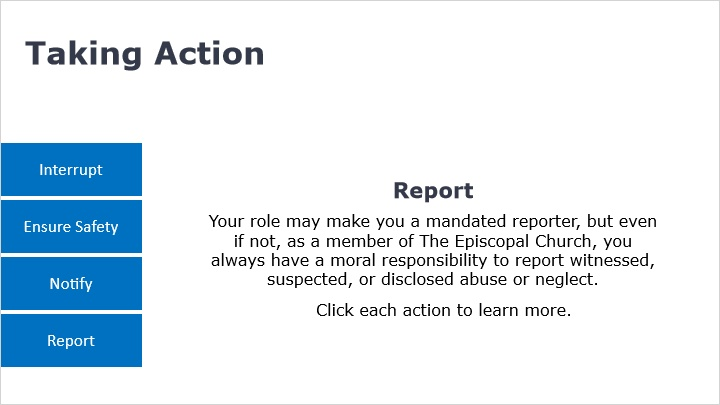 Taking Action
Interrupt
Ensure Safety
Notify
Report
Report
Your role may make you a mandated reporter, but even
if not, as a member of The Episcopal Church, you
always have a moral responsibility to report witnessed,
suspected, or disclosed abuse or neglect.
Click each action to learn more.